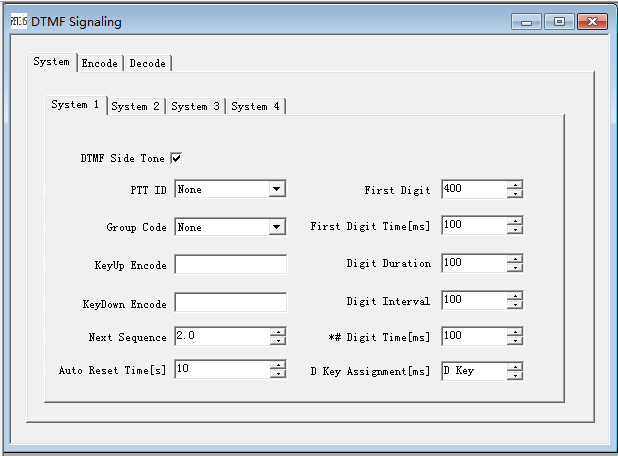 DTMF Signaling
System Encode Decode
System 1 System 2 System 3 System 4
DTMF Side Tone
PTT ID None First Digit 400
Group Code None First Digit Time[ms] 100
KeyUp Encode Digit Duration 100
KeyDown Encode Digit Interval 100
Next Sequence 2.0 *# Digit Time[ms] 100
Auto Reset Time[s] 10 D Key Assignment[ms] D Key